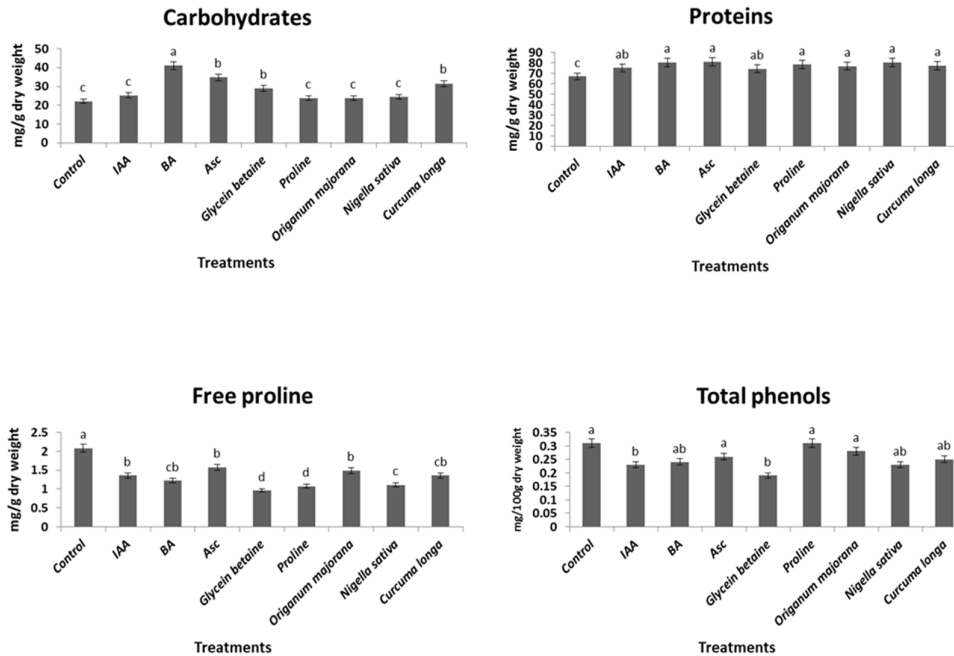 Carbohydrates
mg/g dry weight
50
40
30
20
10
0
c
c
a
b
b
c
c
c
b
Control
IAA
BA
Asc
Glycein betaine
Proline
Origanum majorana
Nigella sativa
Curcuma longa
Treatments
Proteins
mg/g dry weight
90
80
70
60
50
40
30
20
10
0
c
ab
a
a
ab
a
a
a
a
Control
IAA
BA
Asc
Glycein betaine
Proline
Origanum majorana
Nigella sativa
Curcuma longa
Treatments
Free proline
mg/g dry weight
2.5
2
1.5
1
0.5
0
a
b
cb
b
d
d
b
c
cb
Control
IAA
BA
Asc
Glycein betaine
Proline
Origanum majorana
Nigella sativa
Curcuma longa
Treatments
Total phenols
mg/100g dry weight
0.35
0.3
0.25
0.2
0.15
0.1
0.05
0
a
b
ab
a
b
a
a
ab
ab
Control
IAA
BA
Asc
Glycein betaine
Proline
Origanum majorana
Nigella sativa
Curcuma longa
Treatments